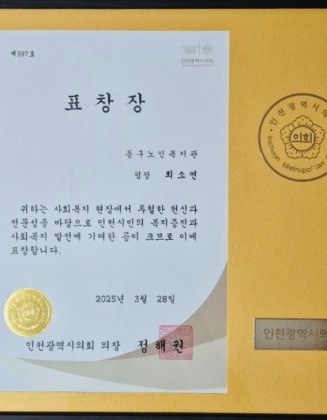 제397호
인천광역시의회
표창장
동구노인복지관
팀장 최소연
귀하는 사회복지 현장에서 투철한 헌신과
전문성을 바탕으로 인천시민의 복지증진과
사회복지 발전에 기여한 공이 크므로 이에
표창합니다.
2025년 3월 28일
인천광역시의회 의장 정해원
인천광역시의
의회
Incheon Metropolitan
인천광역시의